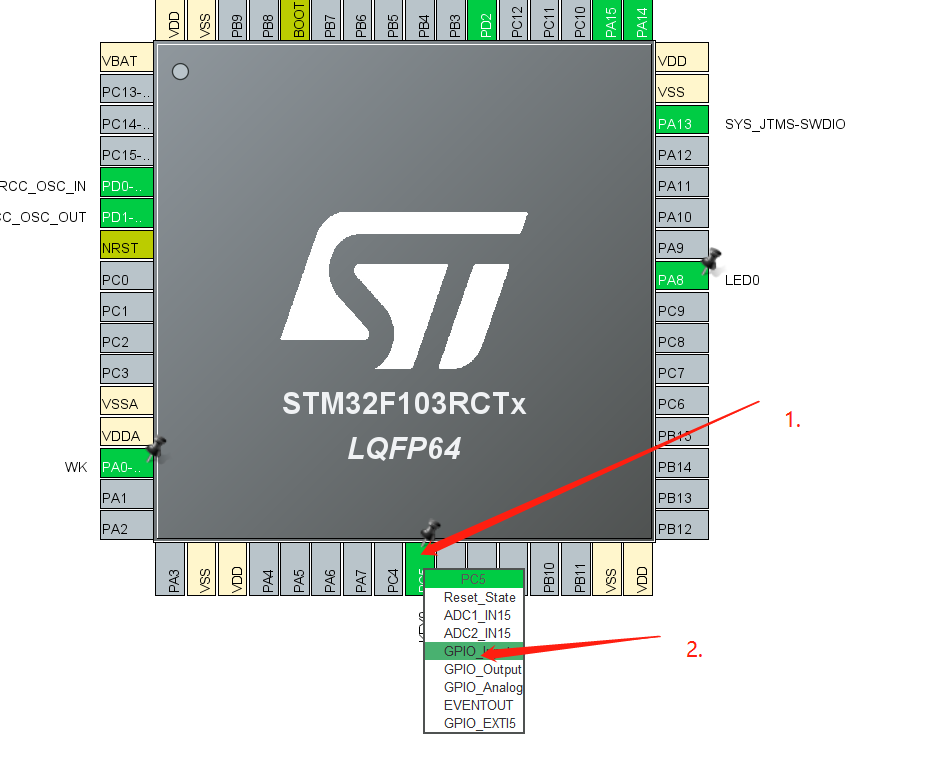 VDD
VSS
PB9
PB8
BOOT
PB7
PB6
PB5
PB4
PB3
PD2
PC12
PC11
PC10
PA15
PA14
VBAT
PC13-..
PC14-..
PC15-..
RCC_OSC_IN PD0-..
CC_OSC_OUT PD1-..
NRST
PC0
PC1
PC2
PC3
VSSA
VDDA
WK PA0-..
PA1
PA2
ST
STM32F103RCTx
LQFP64
VDD
VSS
PA13 SYS_JTMS-SWDIO
PA12
PA11
PA10
PA9
PA8 LED0
PC9
PC8
PC7
PC6
PB15
PB14
PB13
PB12
1.
PA3
VSS
VDD
PA4
PA5
PA6
PA7
PC4
PC5
PB10
PB11
VSS
VDD
PC5
Reset_State
ADC1_IN15
ADC2_IN15
GPIO_Output
GPIO_Analog
EVENTOUT
GPIO_EXTI5
2.